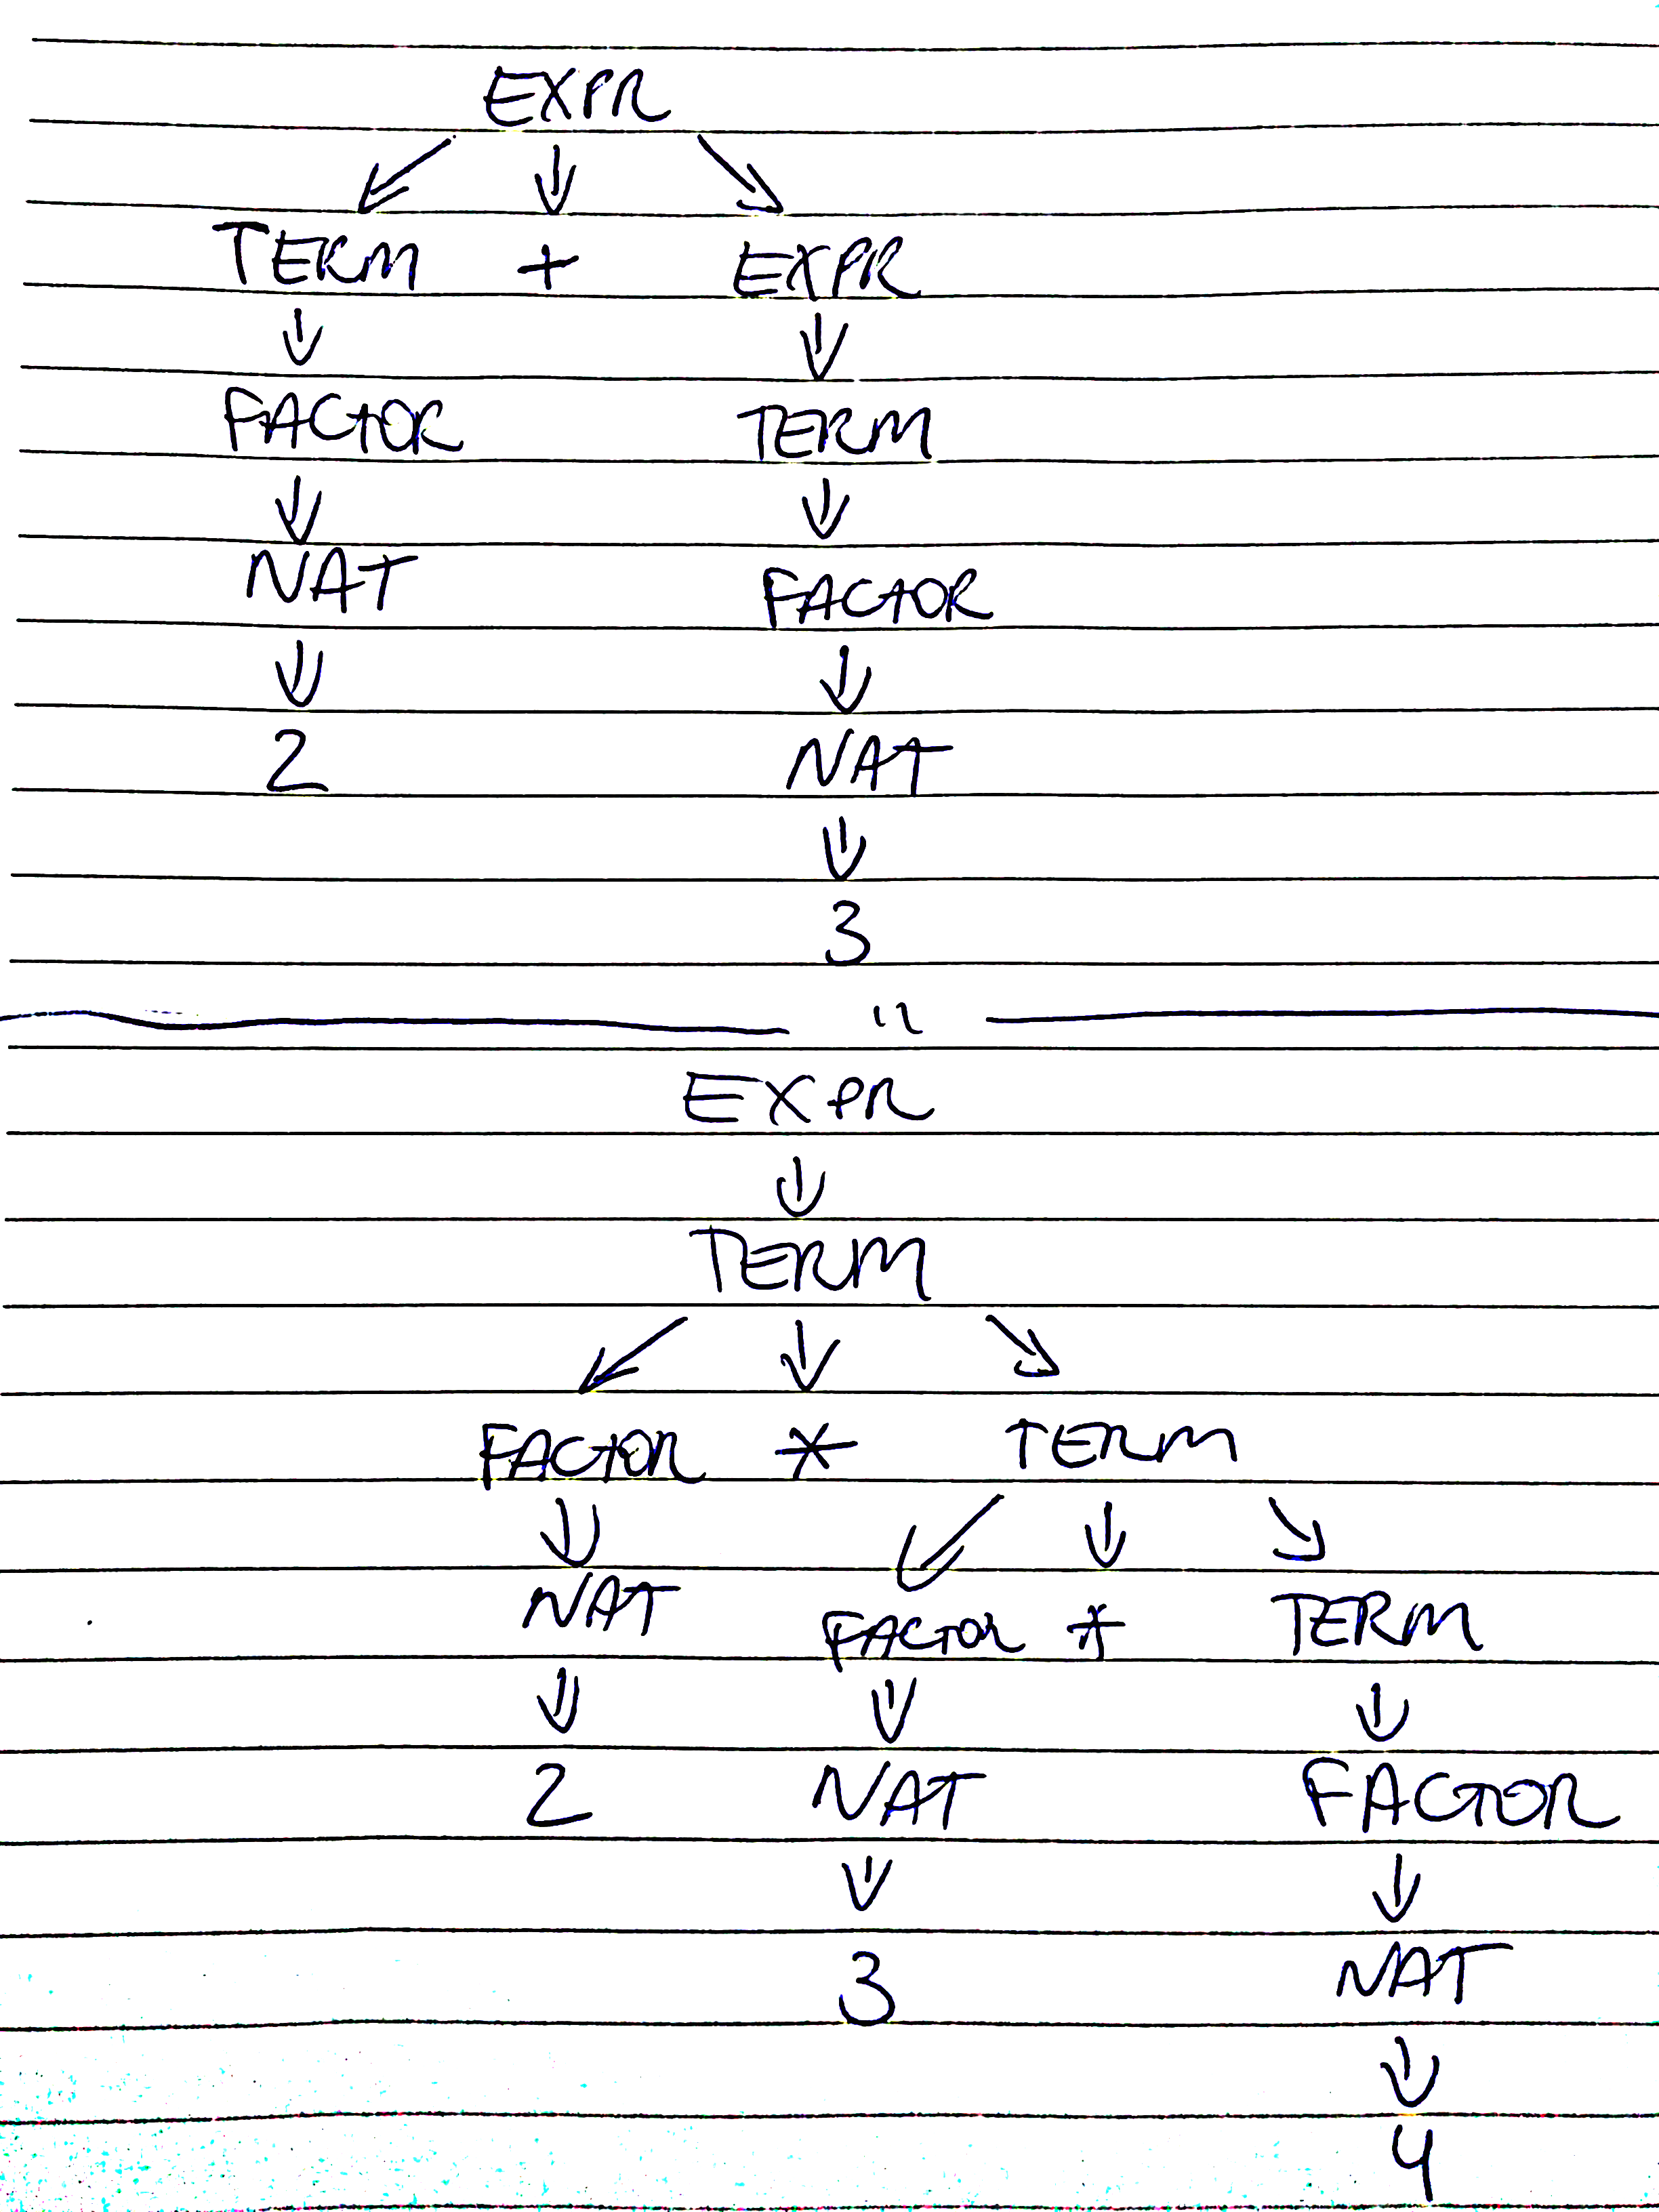 EXPR
TERM + EXPR
FACTOR TERM
NAT FACTOR
2 NAT
3
"
EXPR
TERM
FACTOR * TERM
NAT FACTOR * TERM
2 NAT FACTOR
3 NAT
4